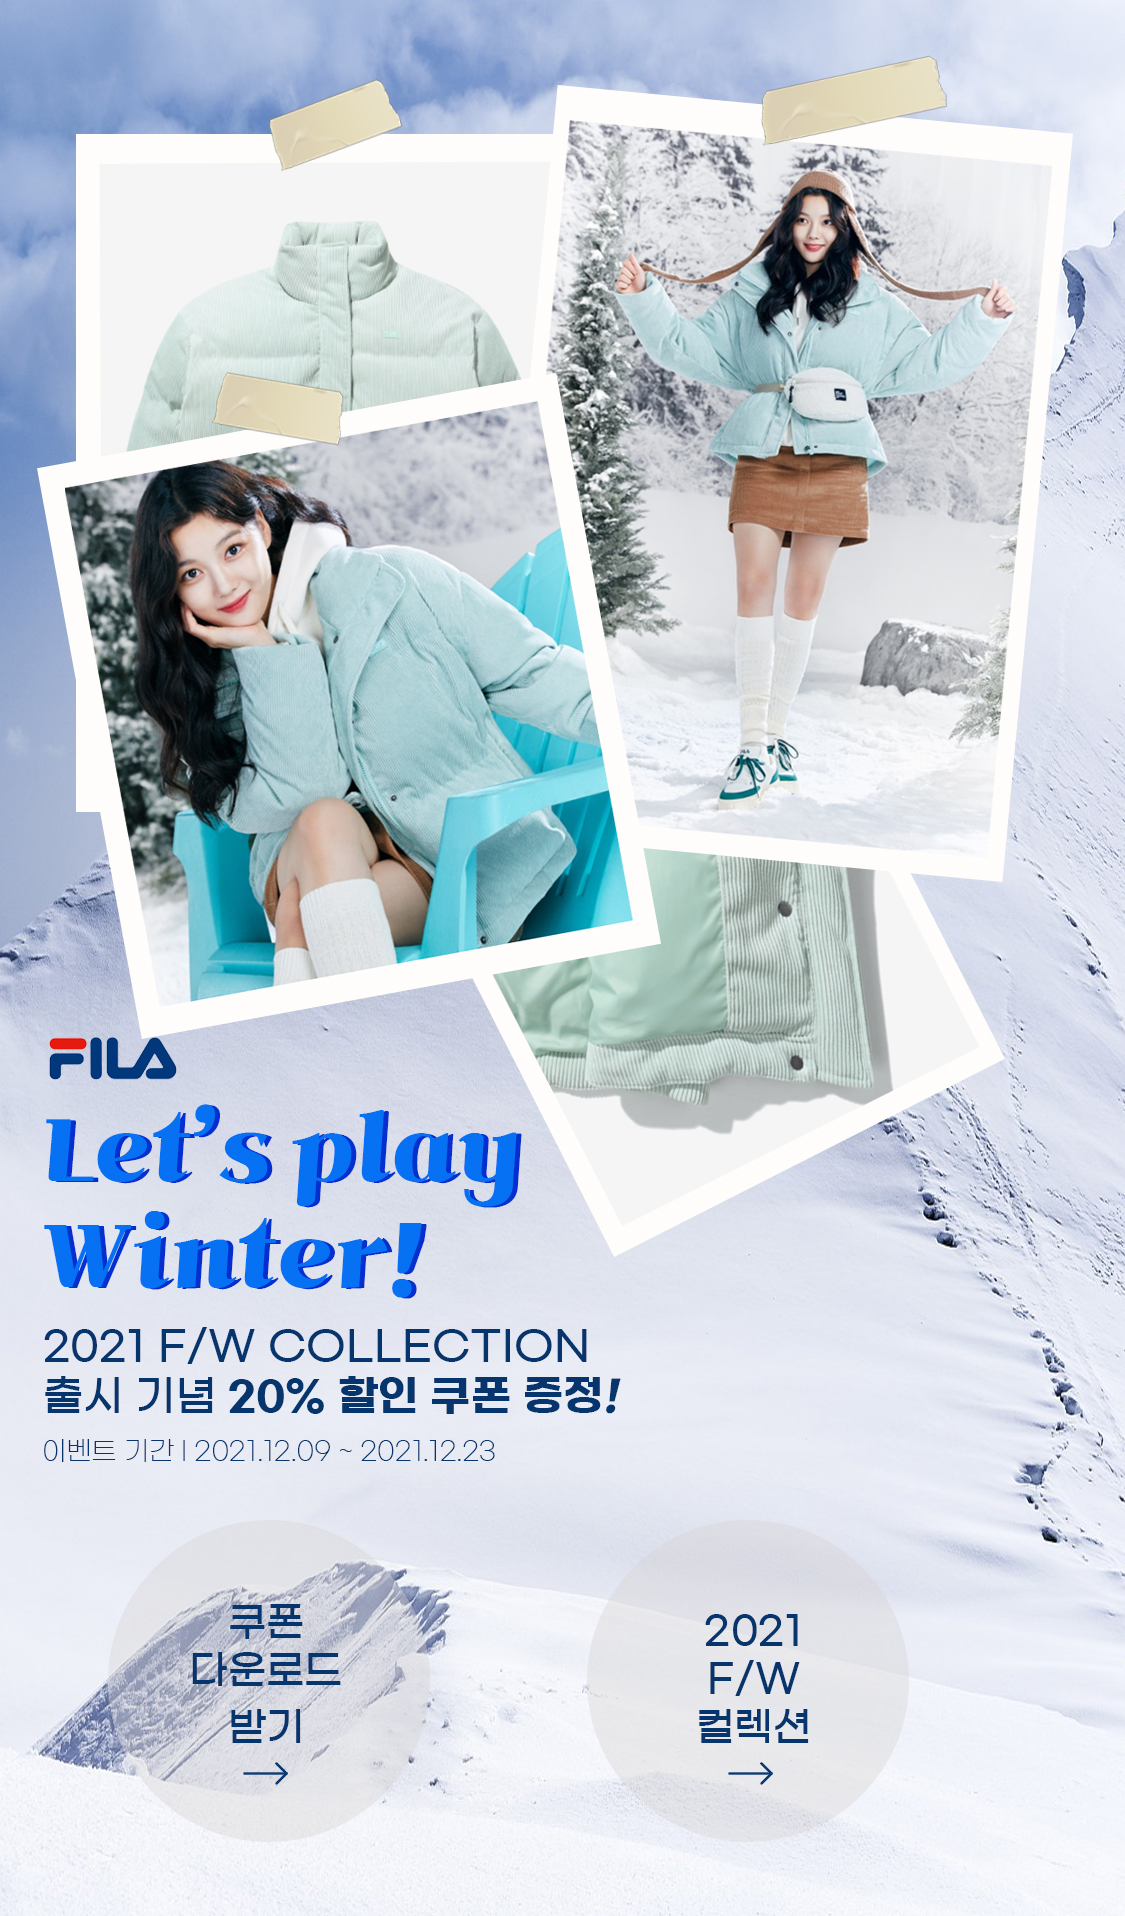 FILA
Let's play
Winter!
2021 F/W COLLECTION
출시 기념 20% 할인 쿠폰 증정!
이벤트 기간 | 2021.12.09 ~ 2021.12.23
쿠폰
다운로드
받기
→
2021
F/W
컬렉션
→